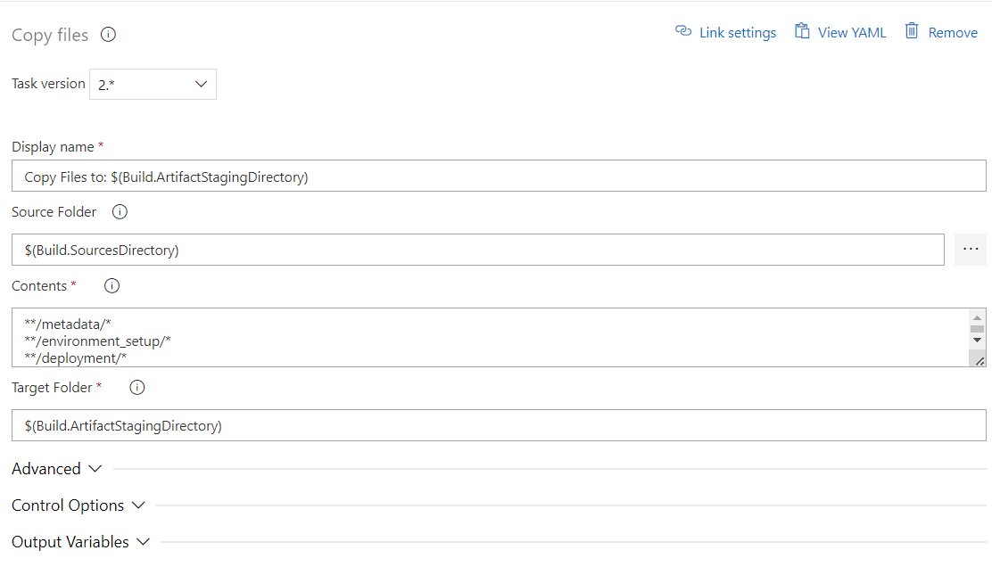 Copy files
Link settings
View YAML
Remove
Task version 2.*
Display name *
Copy Files to: $(Build.ArtifactStagingDirectory)
Source Folder
$(Build.SourcesDirectory)
...
Contents *
**/metadata/*
**/environment_setup/*
**/deployment/*
Target Folder *
$(Build.ArtifactStagingDirectory)
Advanced
Control Options
Output Variables